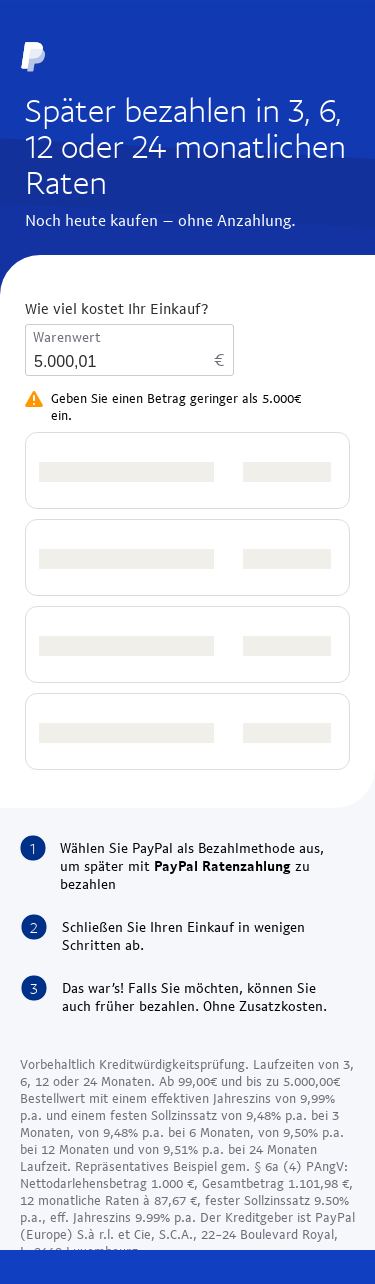 Später bezahlen in 3, 6,
12 oder 24 monatlichen
Raten
Noch heute kaufen – ohne Anzahlung.
Wie viel kostet Ihr Einkauf?
Warenwert
5.000,01 €
Geben Sie einen Betrag geringer als 5.000€
ein.
1 Wählen Sie PayPal als Bezahlmethode aus,
um später mit PayPal Ratenzahlung zu
bezahlen
2 Schließen Sie Ihren Einkauf in wenigen
Schritten ab.
3 Das war's! Falls Sie möchten, können Sie
auch früher bezahlen. Ohne Zusatzkosten.
Vorbehaltlich Kreditwürdigkeitsprüfung. Laufzeiten von 3,
6, 12 oder 24 Monaten. Ab 99,00€ und bis zu 5.000,00€
Bestellwert mit einem effektiven Jahreszins von 9,99%
p.a. und einem festen Sollzinssatz von 9,48% p.a. bei 3
Monaten, von 9,48% p.a. bei 6 Monaten, von 9,50% p.a.
bei 12 Monaten und von 9,51% p.a. bei 24 Monaten
Laufzeit. Repräsentatives Beispiel gem. § 6a (4) PAngV:
Nettodarlehensbetrag 1.000 €, Gesamtbetrag 1.101,98 €,
12 monatliche Raten à 87,67 €, fester Sollzinssatz 9.50%
p.a., eff. Jahreszins 9.99% p.a. Der Kreditgeber ist PayPal
(Europe) S.à r.l. et Cie, S.C.A., 22-24 Boulevard Royal,